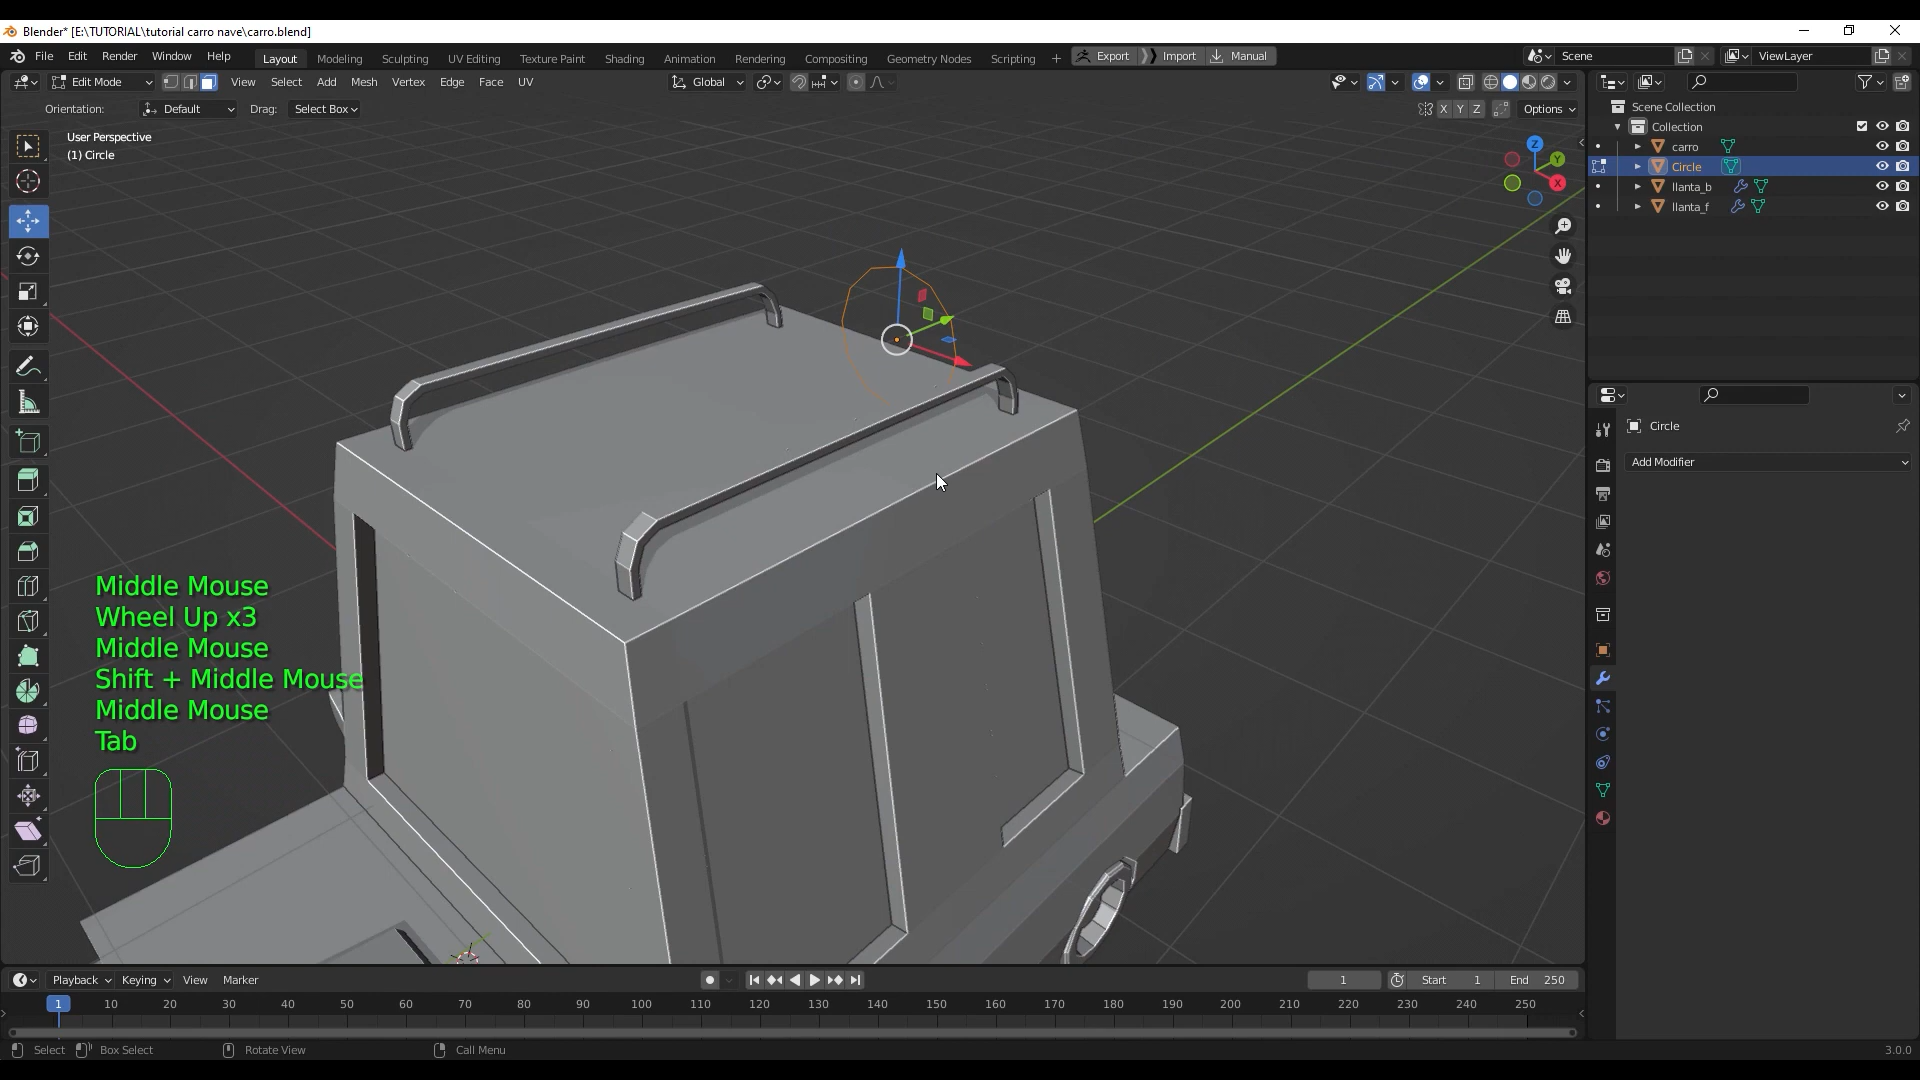 Blender* [E:\TUTORIAL\tutorial carro nave\carro.blend]
File Edit Render Window Help Layout Modeling Sculpting UV Editing Texture Paint Shading Animation Rendering Compositing Geometry Nodes Scripting + Export Import Manual Scene ViewLayer
Edit Mode View Select Add Mesh Vertex Edge Face UV Global
Orientation: Default Drag: Select Box X Y Z Options
User Perspective
(1) Circle
Z
Y
X
Scene Collection
Collection
carro
Circle
llanta_b
llanta_f
Circle
Add Modifier
Middle Mouse
Wheel Up x3
Middle Mouse
Shift + Middle Mouse
Middle Mouse
Tab
Playback Keying View Marker 1 Start 1 End 250
1 10 20 30 40 50 60 70 80 90 100 110 120 130 140 150 160 170 180 190 200 210 220 230 240 250
Select Box Select Rotate View Call Menu 3.0.0